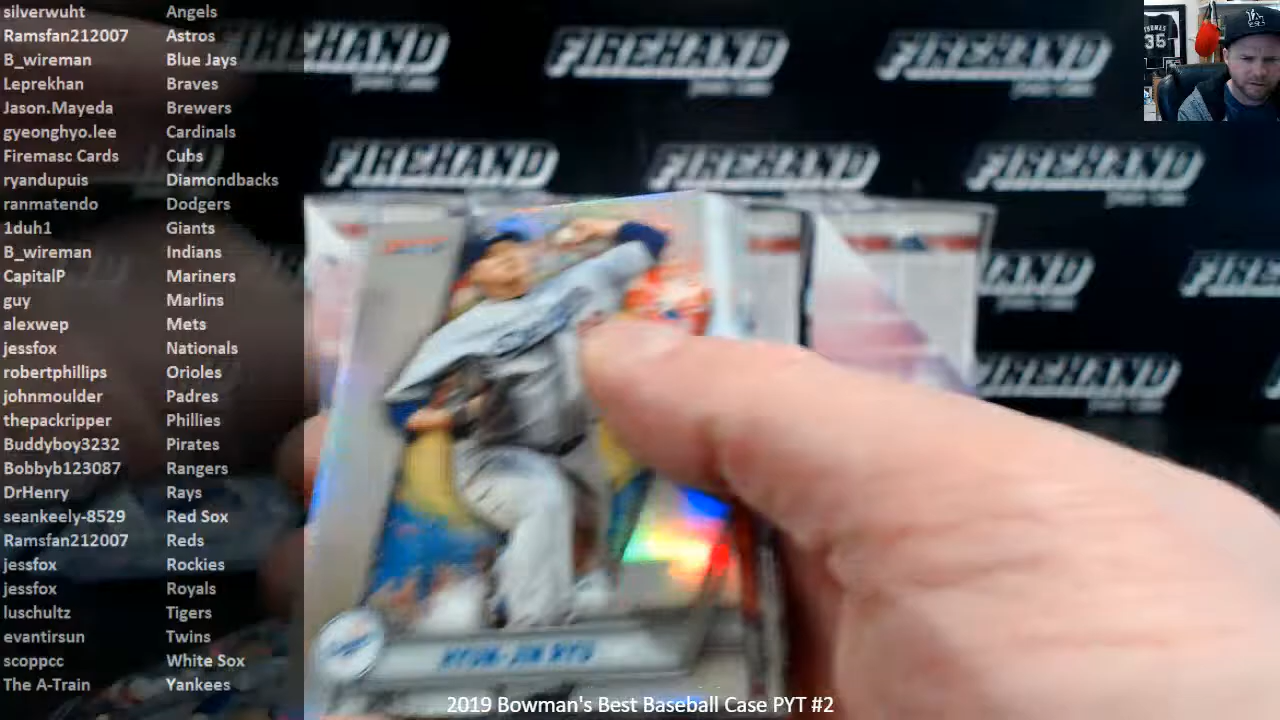 silverwuht Angels
Ramsfan212007 Astros
B_wireman Blue Jays
Leprekhan Braves
Jason.Mayeda Brewers
gyeonghyo.lee Cardinals
Firemasc Cards Cubs
ryandupuis Diamondbacks
ranmatendo Dodgers
1duh1 Giants
B_wireman Indians
CapitalP Mariners
guy Marlins
alexwep Mets
jessfox Nationals
robertphillips Orioles
johnmoulder Padres
thepackripper Phillies
Buddyboy3232 Pirates
Bobbyb123087 Rangers
DrHenry Rays
seankeely-8529 Red Sox
Ramsfan212007 Reds
jessfox Rockies
jessfox Royals
luschultz Tigers
evantirsun Twins
scoppcc White Sox
The A-Train Yankees
FIREHAND FIREHAND FIREHAND
FIREHAND FIREHAND FIREHAND
HAND
FIREHAND
35
HYUN-JIN RYU
2019 Bowman's Best Baseball Case PYT #2